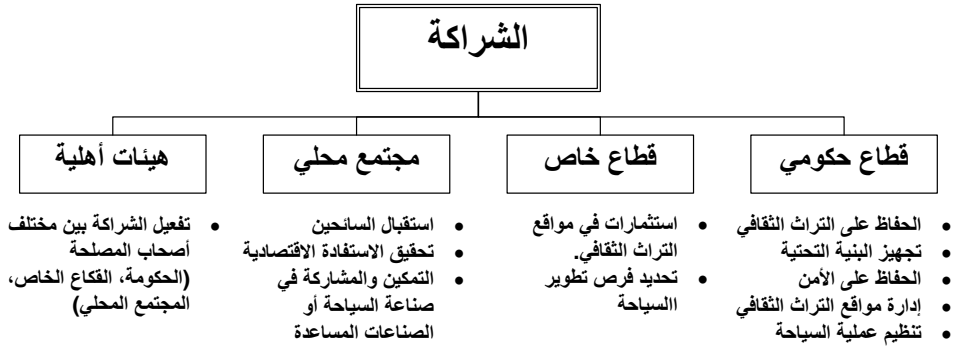 الشراكة
قطاع حكومي
الحفاظ على التراث الثقافي
تجهيز البنية التحتية
الحفاظ على الأمن
إدارة مواقع التراث الثقافي
تنظيم عملية السياحة
قطاع خاص
استثمارات في مواقع
التراث الثقافي.
تحديد فرص تطوير
االسياحة
مجتمع محلي
استقبال السائحين
تحقيق الاستفادة الاقتصادية
التمكين والمشاركة في
صناعة السياحة أو
الصناعات المساعدة
هيئات أهلية
تفعيل الشراكة بين مختلف
أصحاب المصلحة
(الحكومة، القكاع الخاص،
المجتمع المحلي)